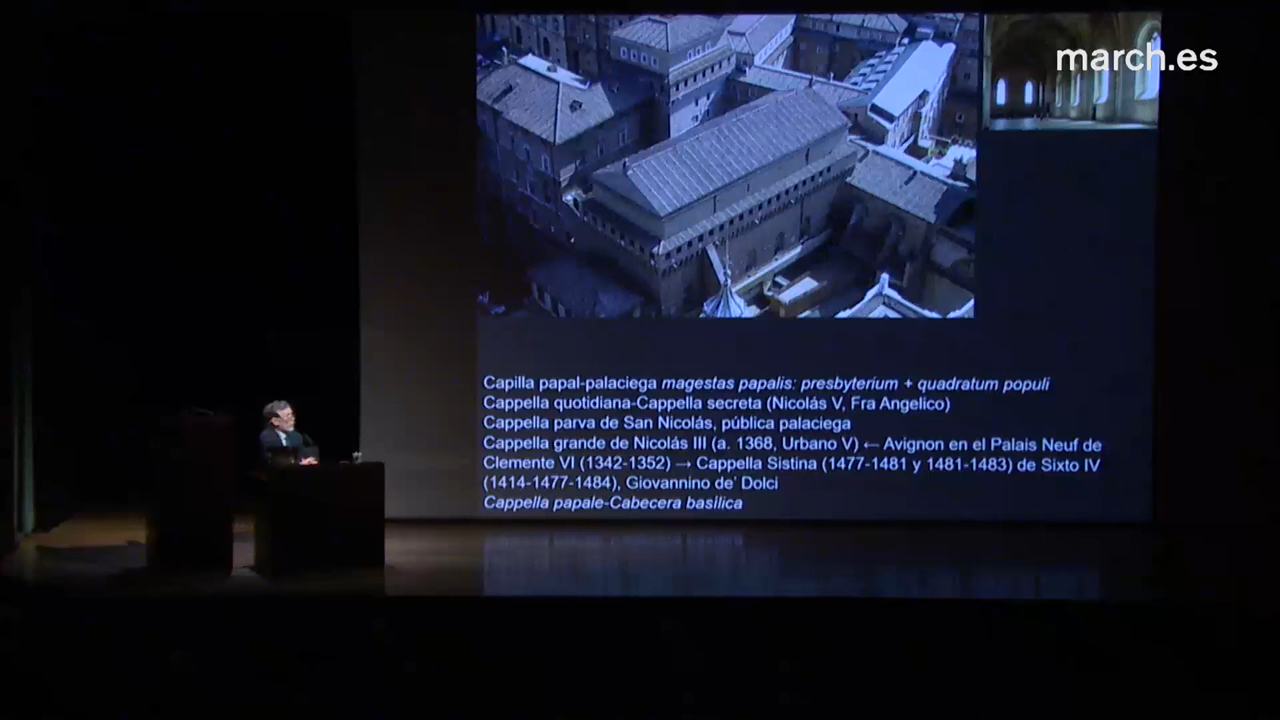 march.es
Capilla papal-palaciega magestas papalis: presbyterium + quadratum populi
Cappella quotidiana-Cappella secreta (Nicolás V, Fra Angelico)
Cappella parva de San Nicolás, pública palaciega
Cappella grande de Nicolás III (a. 1368, Urbano V) ← Avignon en el Palais Neuf de
Clemente VI (1342-1352) → Cappella Sistina (1477-1481 y 1481-1483) de Sixto IV
(1414-1477-1484), Giovannino de' Dolci
Cappella papale-Cabecera basílica